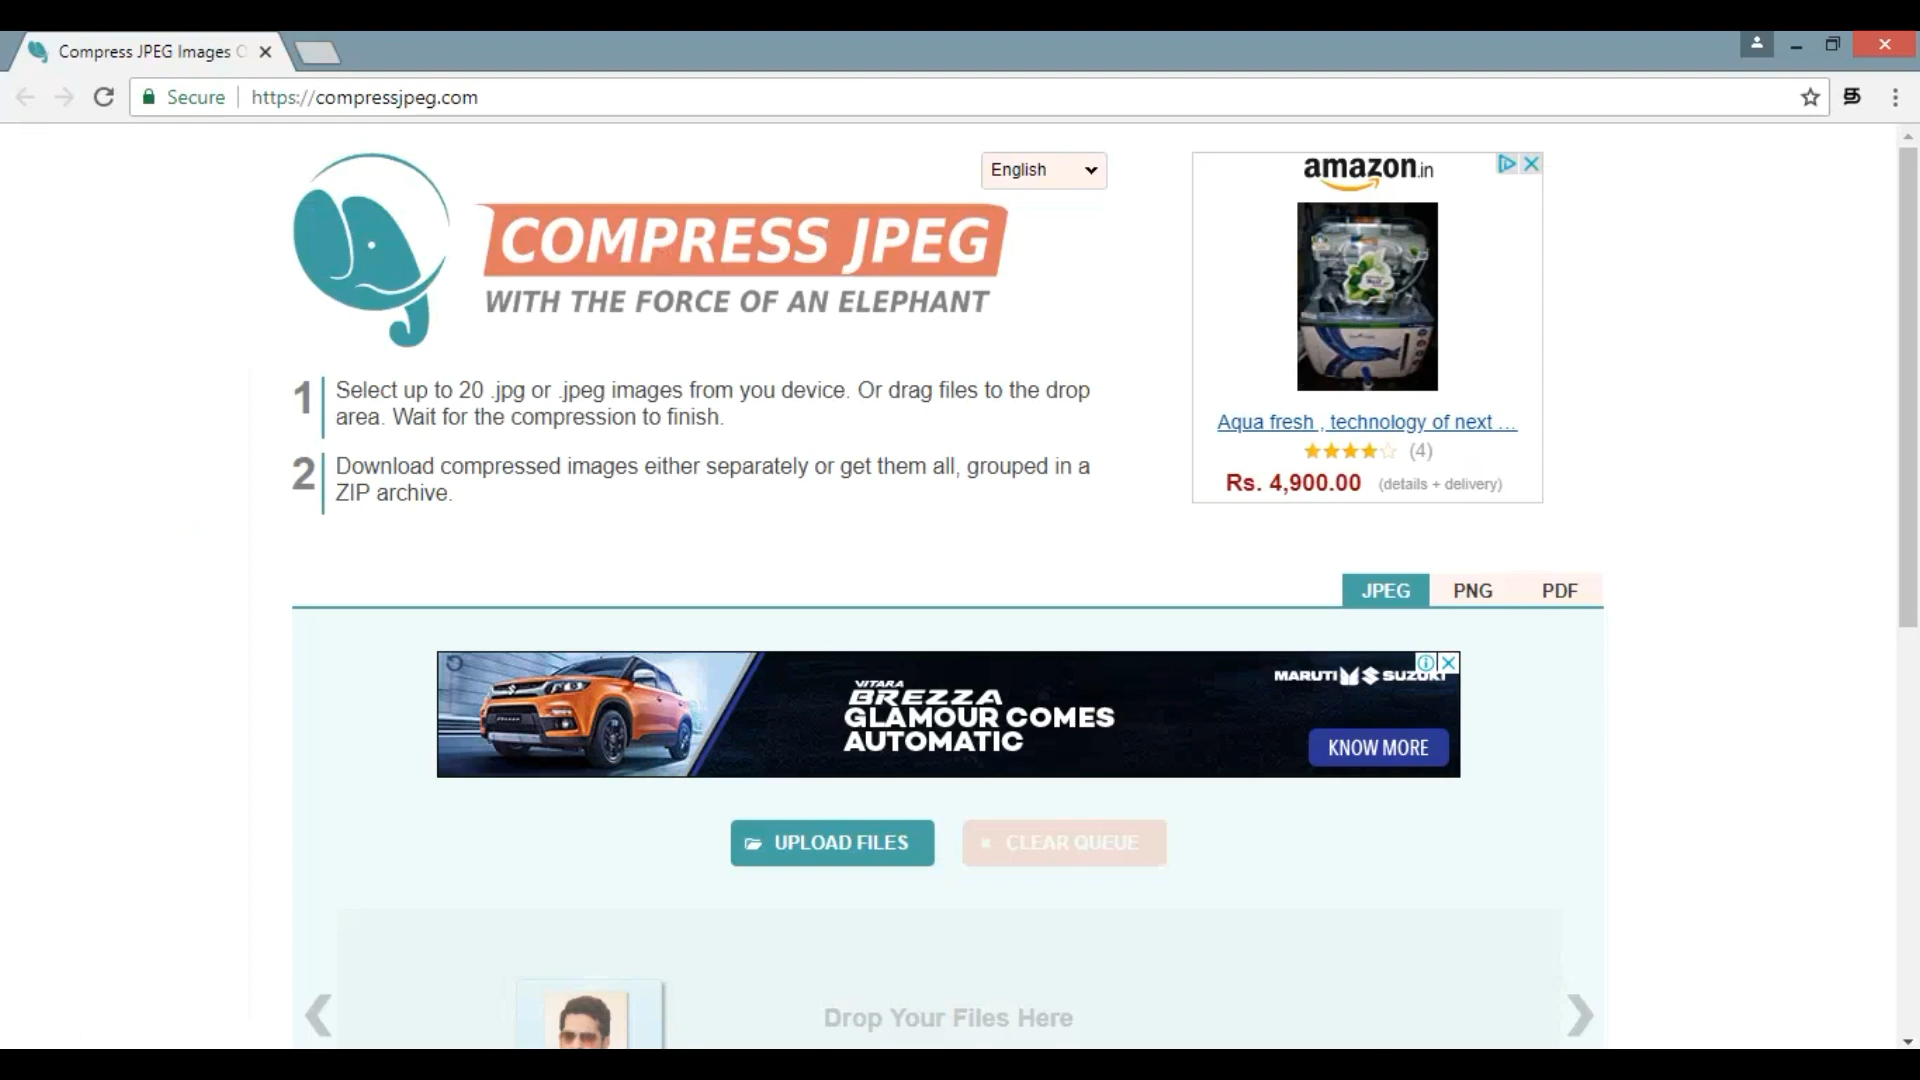 Compress JPEG Images O
Secure
https://compressjpeg.com
English
COMPRESS JPEG
WITH THE FORCE OF AN ELEPHANT
1
Select up to 20 .jpg or .jpeg images from you device. Or drag files to the drop
area. Wait for the compression to finish.
2
Download compressed images either separately or get them all, grouped in a
ZIP archive.
amazon.in
Aqua fresh , technology of next ...
(4)
Rs. 4,900.00 (details + delivery)
JPEG PNG PDF
VITARA
BREZZA
GLAMOUR COMES
AUTOMATIC
MARUTI SUZUKI
KNOW MORE
UPLOAD FILES
CLEAR QUEUE
Drop Your Files Here